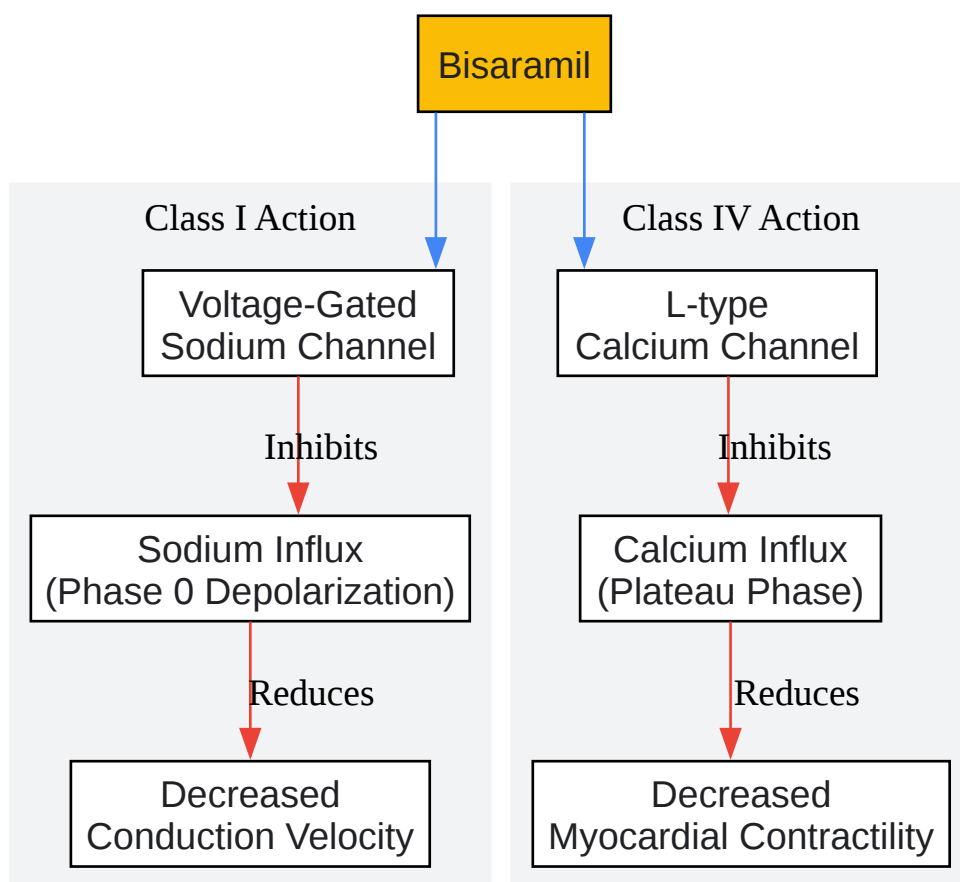 Bisaramil
Class I Action
Class IV Action
Voltage-Gated
Sodium Channel
L-type
Calcium Channel
Inhibits
Inhibits
Sodium Influx
(Phase 0 Depolarization)
Calcium Influx
(Plateau Phase)
Reduces
Reduces
Decreased
Conduction Velocity
Decreased
Myocardial Contractility